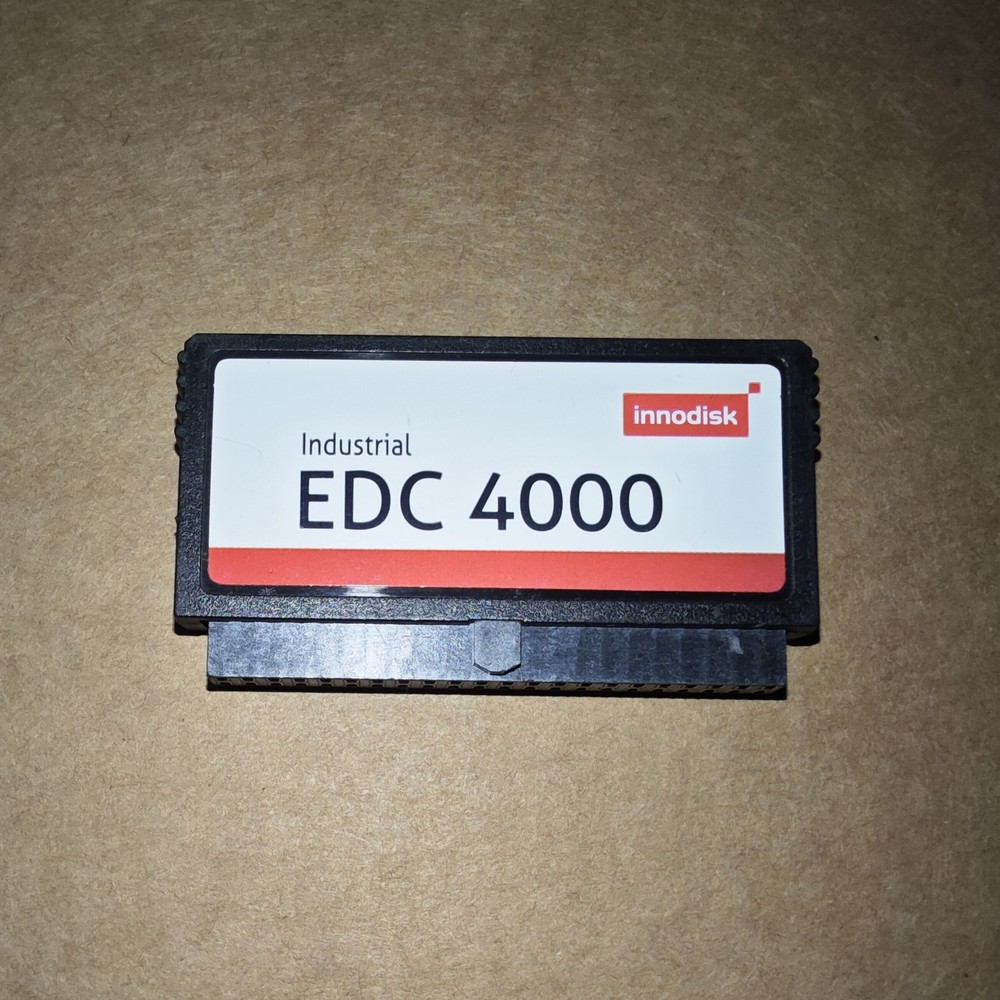 innodisk
Industrial
EDC 4000